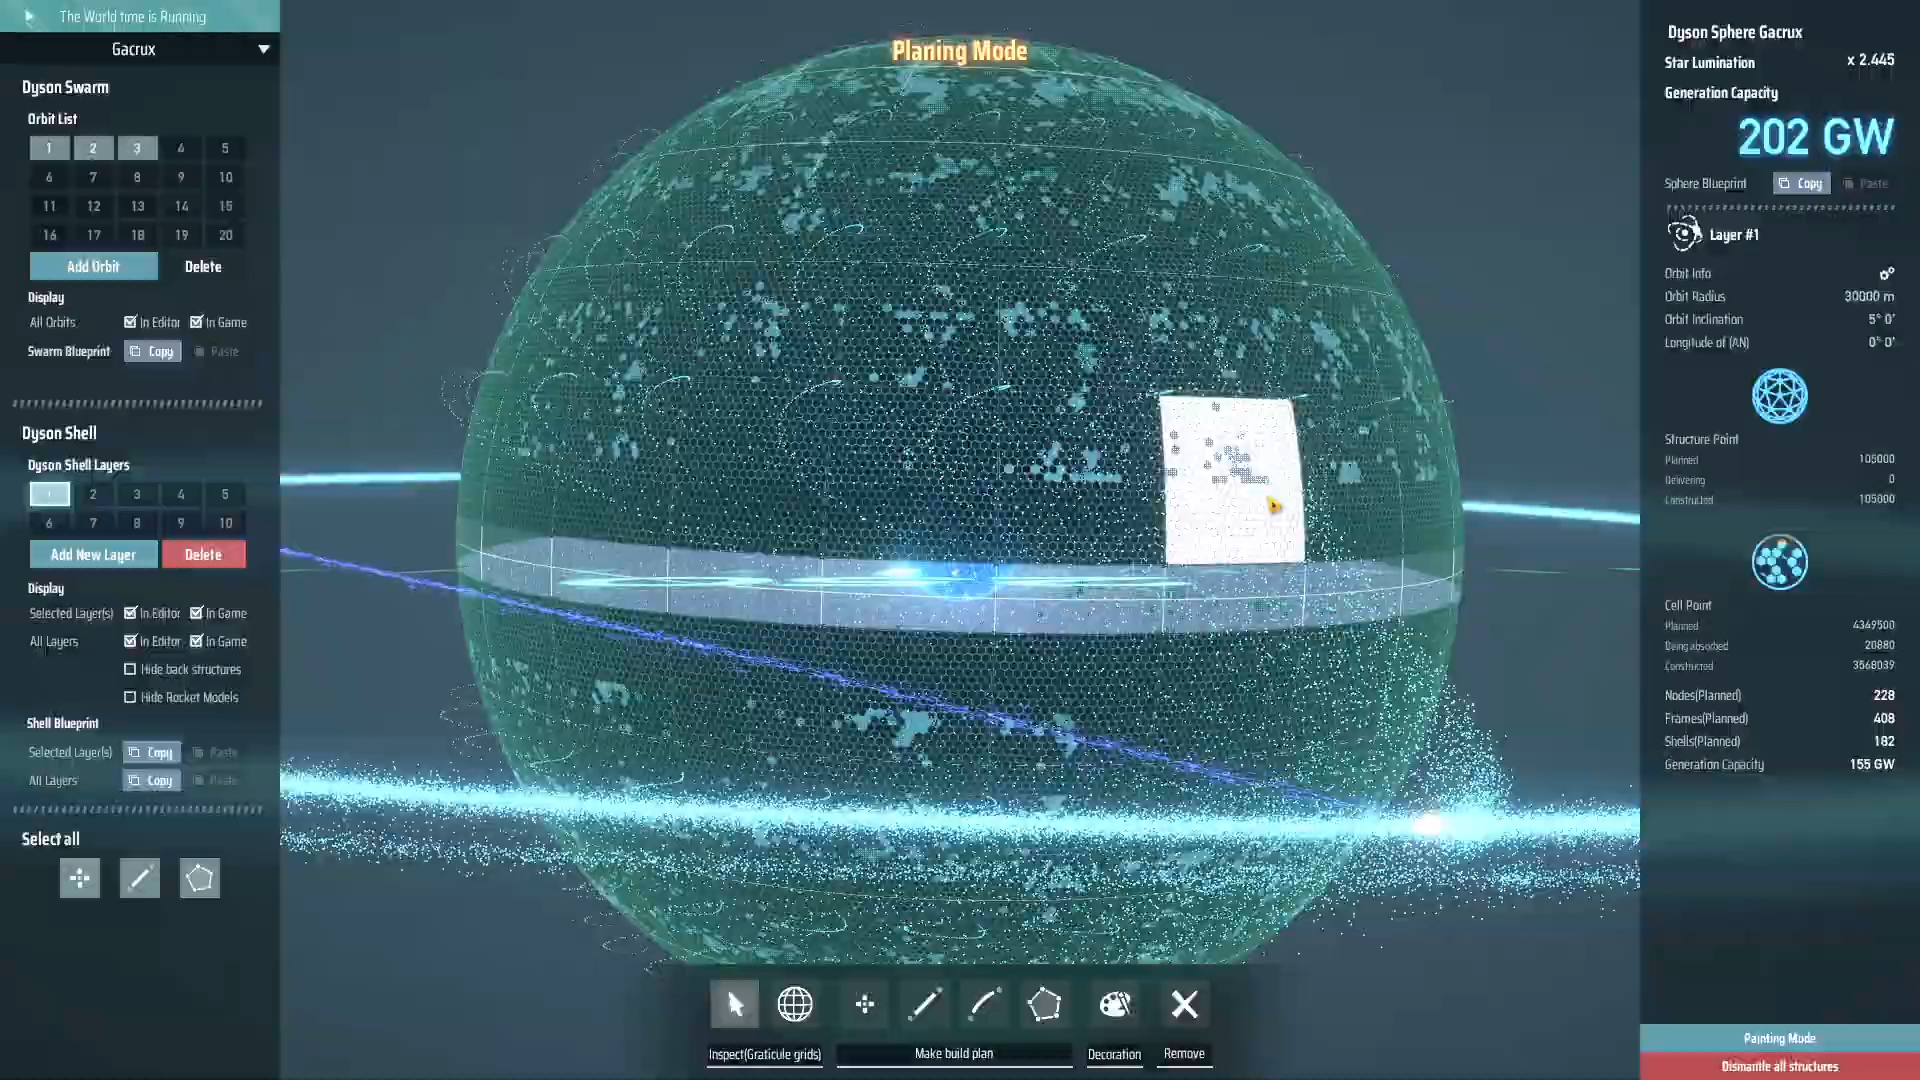 The World time is Running
Gacrux
Dyson Swarm
Orbit List
1 2 3 4 5
6 7 8 9 10
11 12 13 14 15
16 17 18 19 20
Add Orbit Delete
Display
All Orbits In Editor In Game
Swarm Blueprint Copy Paste
Dyson Shell
Dyson Shell Layers
1 2 3 4 5
6 7 8 9 10
Add New Layer Delete
Display
Selected Layer(s) In Editor In Game
All Layers In Editor In Game
Hide back structures
Hide Rocket Models
Shell Blueprint
Selected Layer(s) Copy Paste
All Layers Copy Paste
Select all
Planing Mode
Inspect(Graticule grids) Make build plan Decoration Remove
Dyson Sphere Gacrux
Star Lumination x 2.445
Generation Capacity
202 GW
Sphere Blueprint Copy Paste
Layer #1
Orbit Info
Orbit Radius 30000 m
Orbit Inclination 5° 0'
Longitude of (AN) 0° 0'
Structure Point
Planned 105000
Delivering 0
Constructed 105000
Cell Point
Planned 4349500
Being absorbed 20880
Constructed 3568039
Nodes(Planned) 228
Frames(Planned) 408
Shells(Planned) 182
Generation Capacity 155 GW
Painting Mode
Dismantle all structures